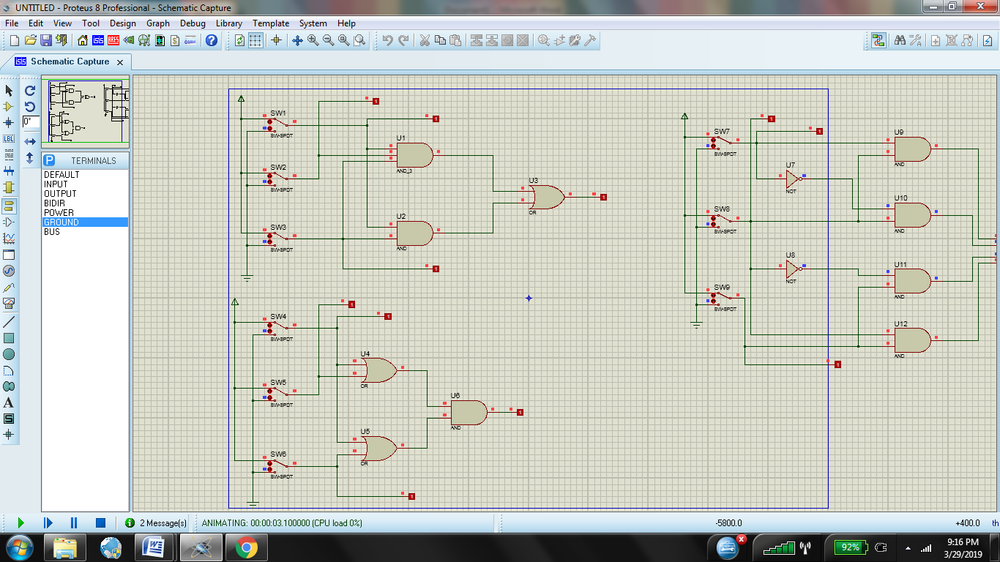 UNTITLED - Proteus 8 Professional - Schematic Capture
File Edit View Tool Design Graph Debug Library Template System Help
ISIS ARES $
Schematic Capture
0°
LBL
P TERMINALS
DEFAULT
INPUT
OUTPUT
BIDIR
POWER
GROUND
BUS
A
S
SW1
SW-SPDT
SW2
SW-SPDT
SW3
SW-SPDT
1
1
U1
AND_3
U2
AND
1
U3
OR
1
SW4
SW-SPDT
SW5
SW-SPDT
SW6
SW-SPDT
1
1
U4
OR
U5
OR
1
U6
AND
1
SW7
SW-SPDT
SW8
SW-SPDT
SW9
SW-SPDT
1
1
U7
NOT
U8
NOT
1
U9
AND
U10
AND
U11
AND
U12
AND
2 Message(s) ANIMATING: 00:00:03.100000 (CPU load 0%) -5800.0 +400.0 th
92% 9:16 PM
3/29/2019